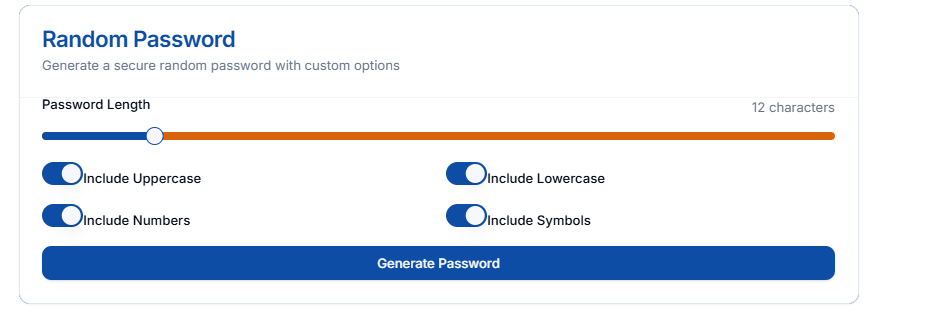 Random Password
Generate a secure random password with custom options
Password Length
12 characters
Include Uppercase
Include Lowercase
Include Numbers
Include Symbols
Generate Password